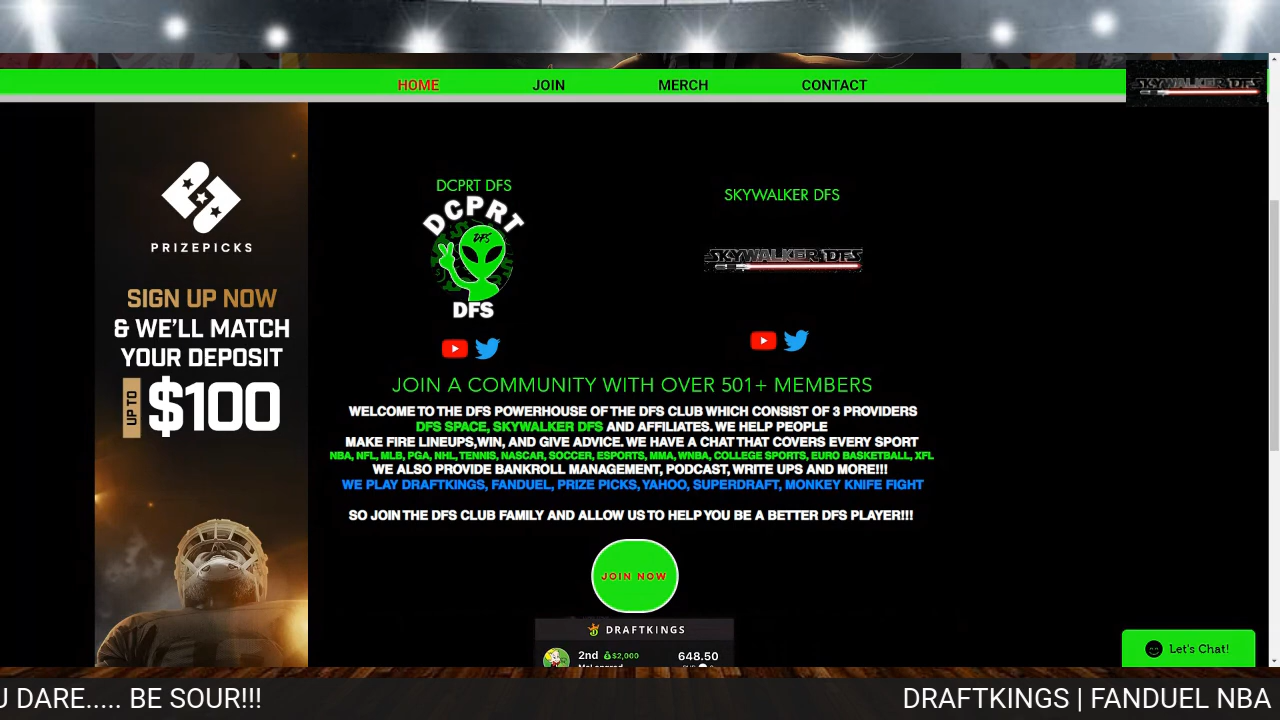 HOME JOIN MERCH CONTACT
SKYWALKER DFS
PRIZEPICKS
SIGN UP NOW
& WE'LL MATCH
YOUR DEPOSIT
UP TO $100
DCPRT DFS
DCPRT
DFS
DFS
SKYWALKER DFS
SKYWALKER DFS
JOIN A COMMUNITY WITH OVER 501+ MEMBERS
WELCOME TO THE DFS POWERHOUSE OF THE DFS CLUB WHICH CONSIST OF 3 PROVIDERS
DFS SPACE, SKYWALKER DFS AND AFFILIATES. WE HELP PEOPLE
MAKE FIRE LINEUPS,WIN, AND GIVE ADVICE. WE HAVE A CHAT THAT COVERS EVERY SPORT
NBA, NFL, MLB, PGA, NHL, TENNIS, NASCAR, SOCCER, ESPORTS, MMA, WNBA, COLLEGE SPORTS, EURO BASKETBALL, XFL
WE ALSO PROVIDE BANKROLL MANAGEMENT, PODCAST, WRITE UPS AND MORE!!!
WE PLAY DRAFTKINGS, FANDUEL, PRIZE PICKS, YAHOO, SUPERDRAFT, MONKEY KNIFE FIGHT
SO JOIN THE DFS CLUB FAMILY AND ALLOW US TO HELP YOU BE A BETTER DFS PLAYER!!!
JOIN NOW
DRAFTKINGS
2nd $2,000 648.50
Let's Chat!
U DARE..... BE SOUR!!! DRAFTKINGS | FANDUEL NBA